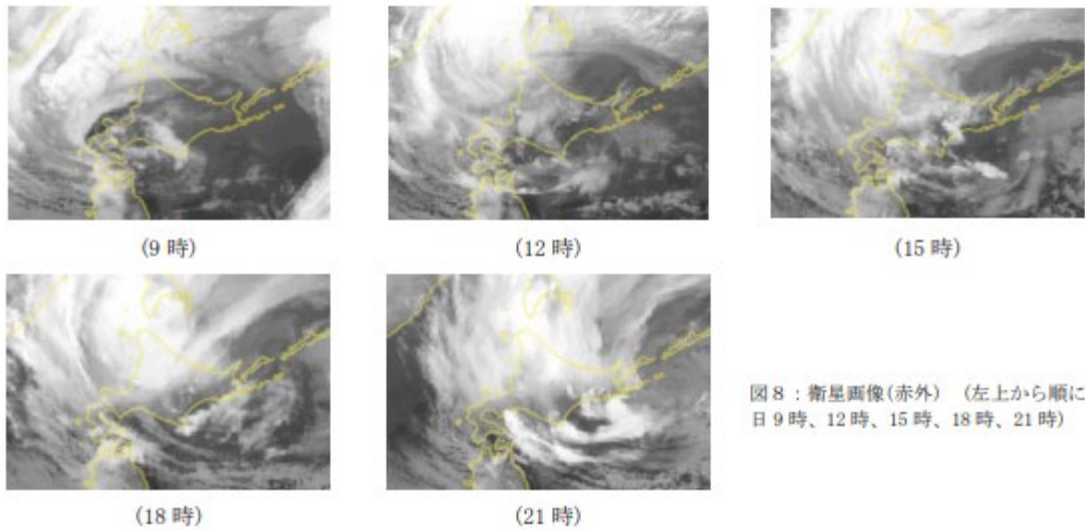 (9 時)
(12 時)
(15 時)
(18 時)
(21 時)
図 8 : 衛星画像(赤外) (左上から順に
日 9 時、12 時、15 時、18 時、21 時)